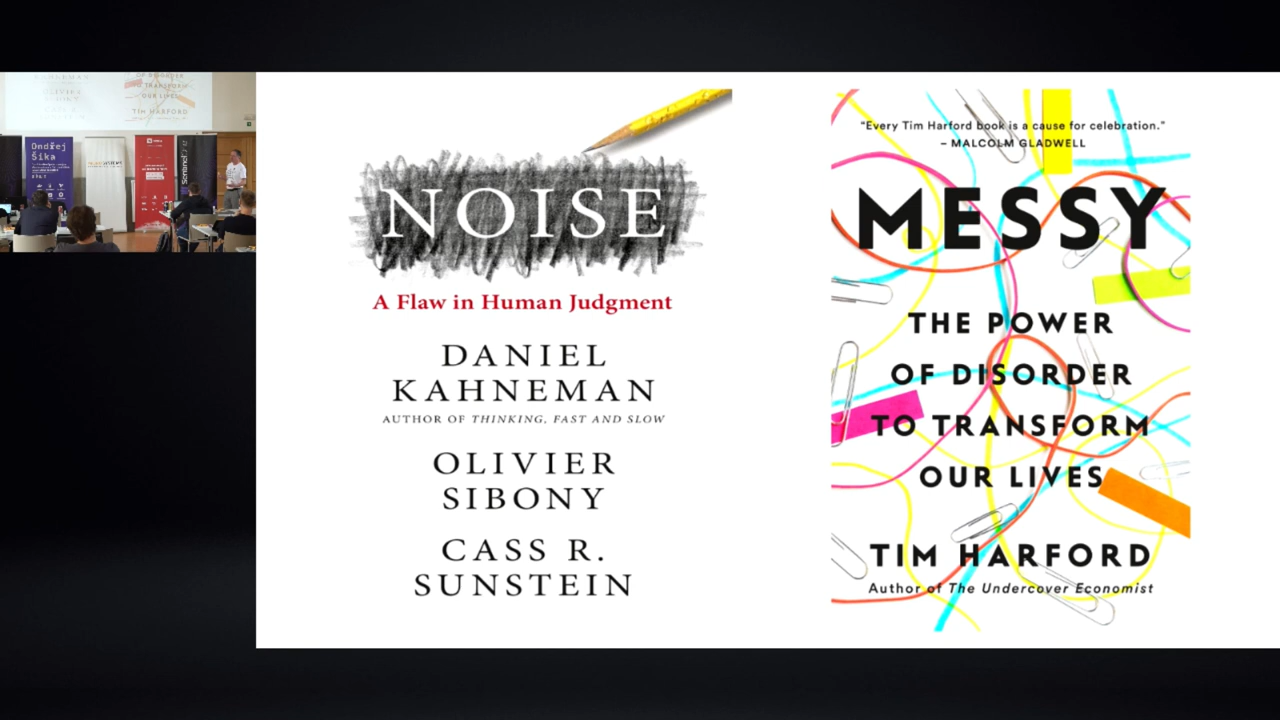 Ondřej
Šika
NOISE
A Flaw in Human Judgment
DANIEL
KAHNEMAN
AUTHOR OF THINKING, FAST AND SLOW
OLIVIER
SIBONY
CASS R.
SUNSTEIN
“Every Tim Harford book is a cause for celebration.”
– MALCOLM GLADWELL
MESSY
THE POWER
OF DISORDER
TO TRANSFORM
OUR LIVES
TIM HARFORD
Author of The Undercover Economist